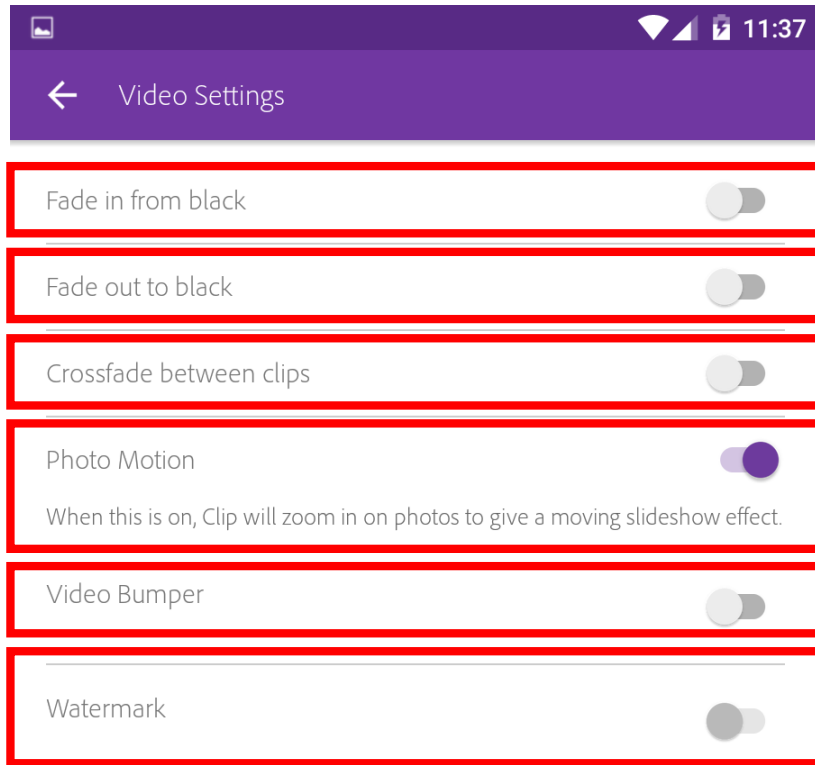 11:37
Video Settings
Fade in from black
Fade out to black
Crossfade between clips
Photo Motion
When this is on, Clip will zoom in on photos to give a moving slideshow effect.
Video Bumper
Watermark